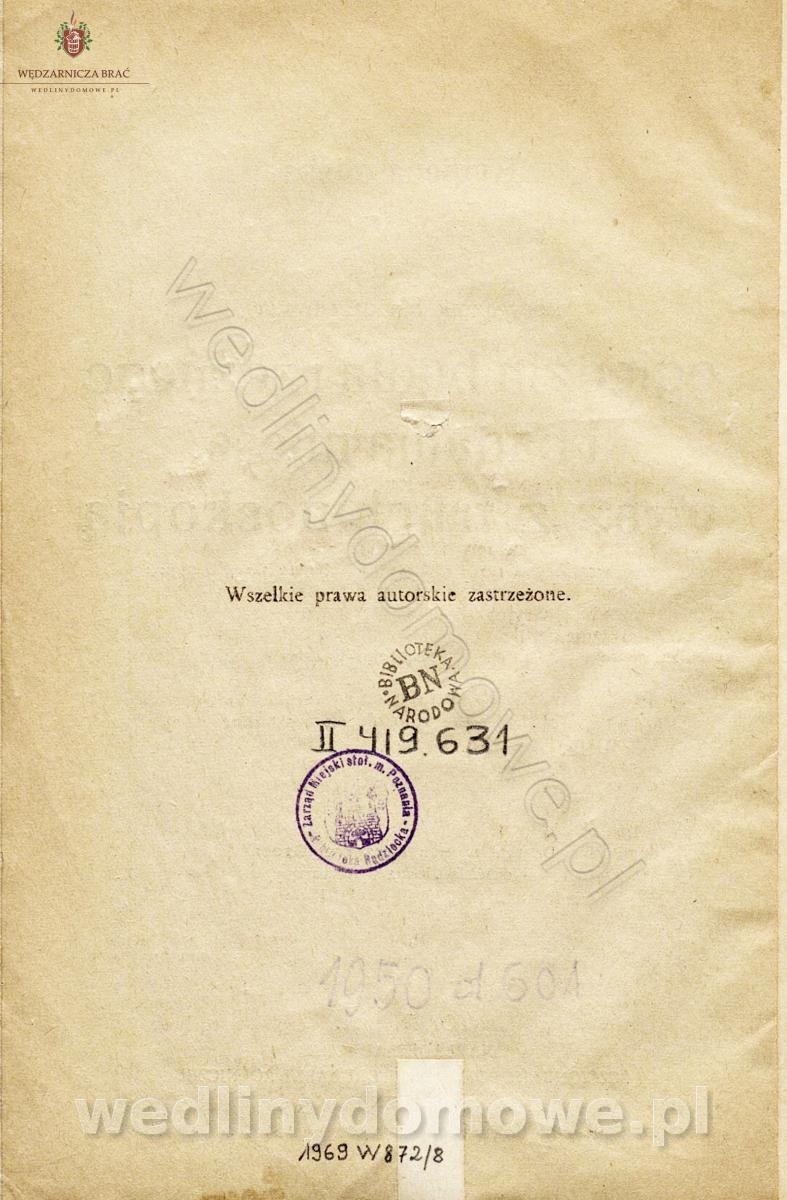 WĘDZARNICZA BRAĆ
WEDLINYDOMOWE.PL
wedlinydomowe.pl
Wszelkie prawa autorskie zastrzeżone.
BIBLIOTEKA
BN
NARODOWA
II 419.631
Zarząd Miejski stoł. m. Poznania
Radziecka
1950 d 601
wedlinydomowe.pl
1969 W 872/8